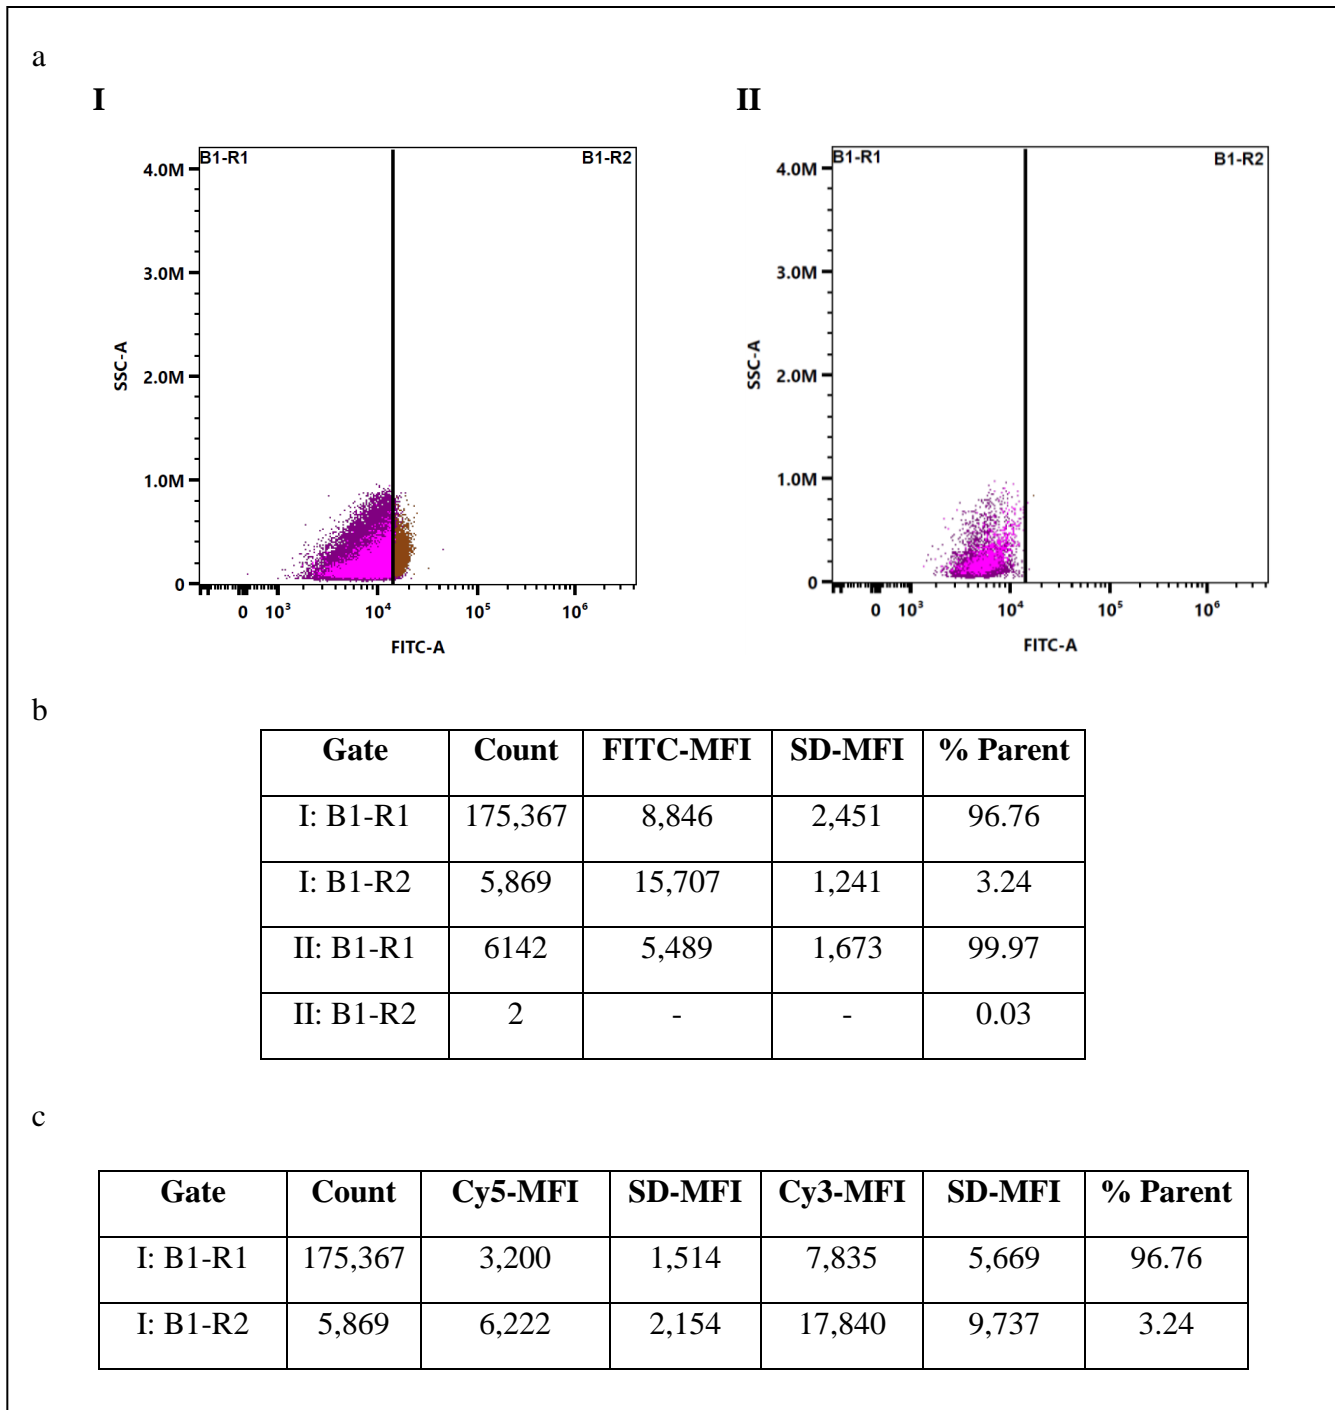 a
I II
B1-R1 B1-R2 B1-R1 B1-R2
4.0M 4.0M
3.0M 3.0M
SSC-A SSC-A
2.0M 2.0M
1.0M 1.0M
0 0
0 10³ 10⁴ 10⁵ 10⁶ 0 10³ 10⁴ 10⁵ 10⁶
FITC-A FITC-A
b
Gate Count FITC-MFI SD-MFI % Parent
I: B1-R1 175,367 8,846 2,451 96.76
I: B1-R2 5,869 15,707 1,241 3.24
II: B1-R1 6142 5,489 1,673 99.97
II: B1-R2 2 - - 0.03
c
Gate Count Cy5-MFI SD-MFI Cy3-MFI SD-MFI % Parent
I: B1-R1 175,367 3,200 1,514 7,835 5,669 96.76
I: B1-R2 5,869 6,222 2,154 17,840 9,737 3.24